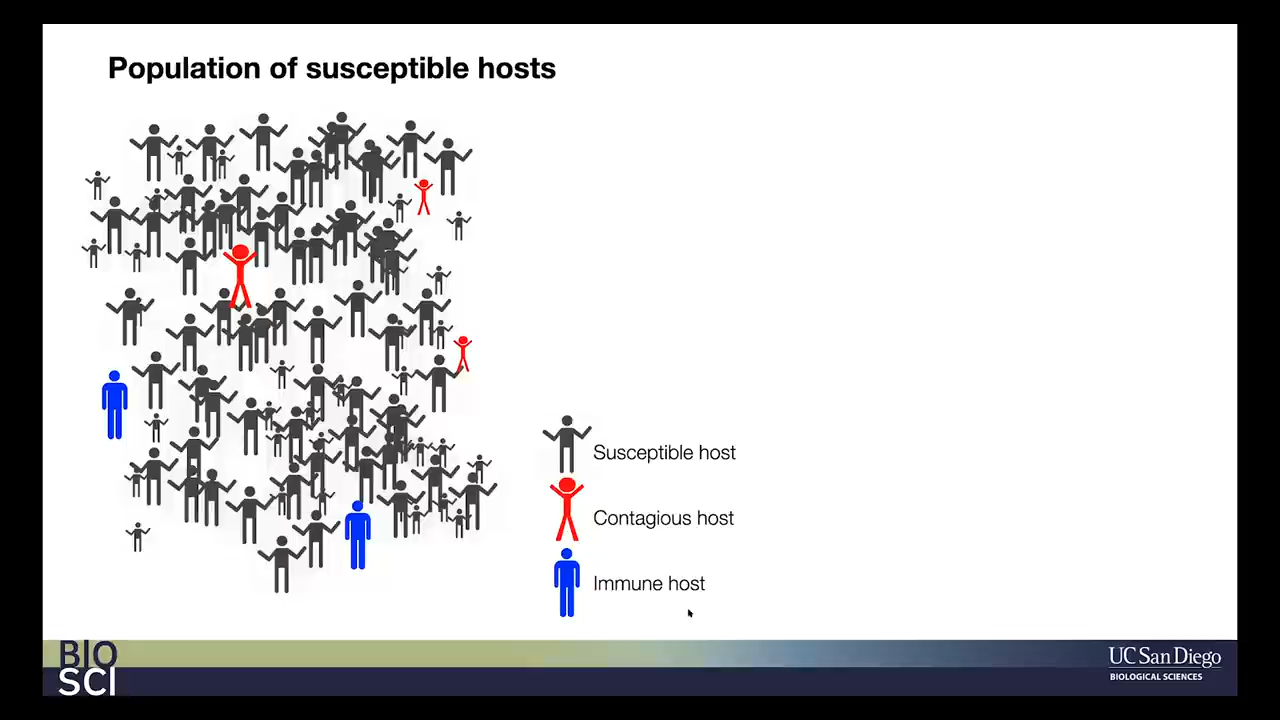 Population of susceptible hosts
Susceptible host
Contagious host
Immune host
BIO
SCI
UC San Diego
BIOLOGICAL SCIENCES